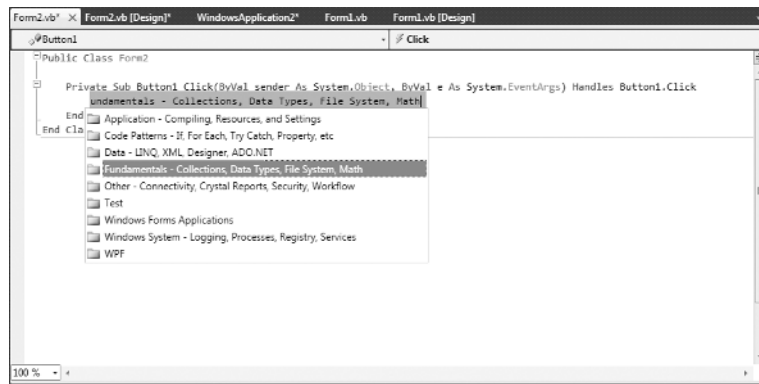 Form2.vb* × Form2.vb [Design]* WindowsApplication2* Form1.vb Form1.vb [Design]
Button1 Click
Public Class Form2
Private Sub Button1_Click(ByVal sender As System.Object, ByVal e As System.EventArgs) Handles Button1.Click
undamentals - Collections, Data Types, File System, Math
End
Application - Compiling, Resources, and Settings
End Cla
Code Patterns - If, For Each, Try Catch, Property, etc
Data - LINQ, XML, Designer, ADO.NET
Fundamentals - Collections, Data Types, File System, Math
Other - Connectivity, Crystal Reports, Security, Workflow
Test
Windows Forms Applications
Windows System - Logging, Processes, Registry, Services
WPF
100 %